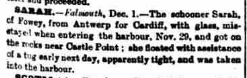 and proceeded.
SARAH.—Falmouth, Dec. 1.—The schooner Sarah,
of Fowey, from Antwerp for Cardiff, with glass, mis-
stayed when entering the harbour, Nov. 29, and got on
the rocks near Castle Point; she floated with assistance
of a tug early next day, apparently tight, and was taken
into the harbour.